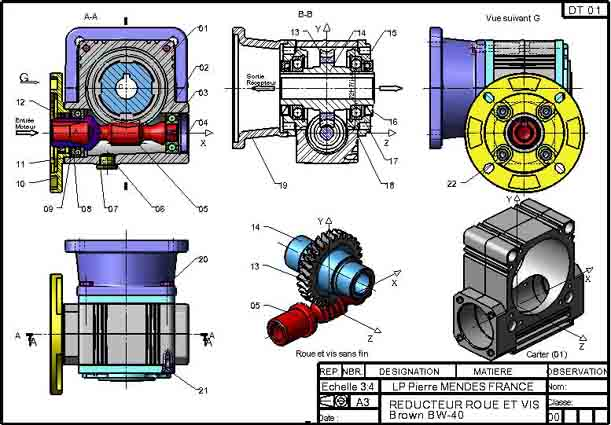 DT 01
A-A
B-B
Vue suivant G
01
02
03
04
X
05
06
07
08
09
10
11
12
G
Entrée
Moteur
13
Y
14
15
Sortie
Récepteur
16
Z
17
18
19
22
20
A
A
A
A
21
14
13
05
Y
X
Z
Roue et vis sans fin
Y
X
Z
Carter (01)
REP. NBR. DESIGNATION MATIERE OBSERVATION
Echelle 3:4 LP Pierre MENDES FRANCE Nom:
A3 REDUCTEUR ROUE ET VIS Classe:
Brown BW-40
Date : 00